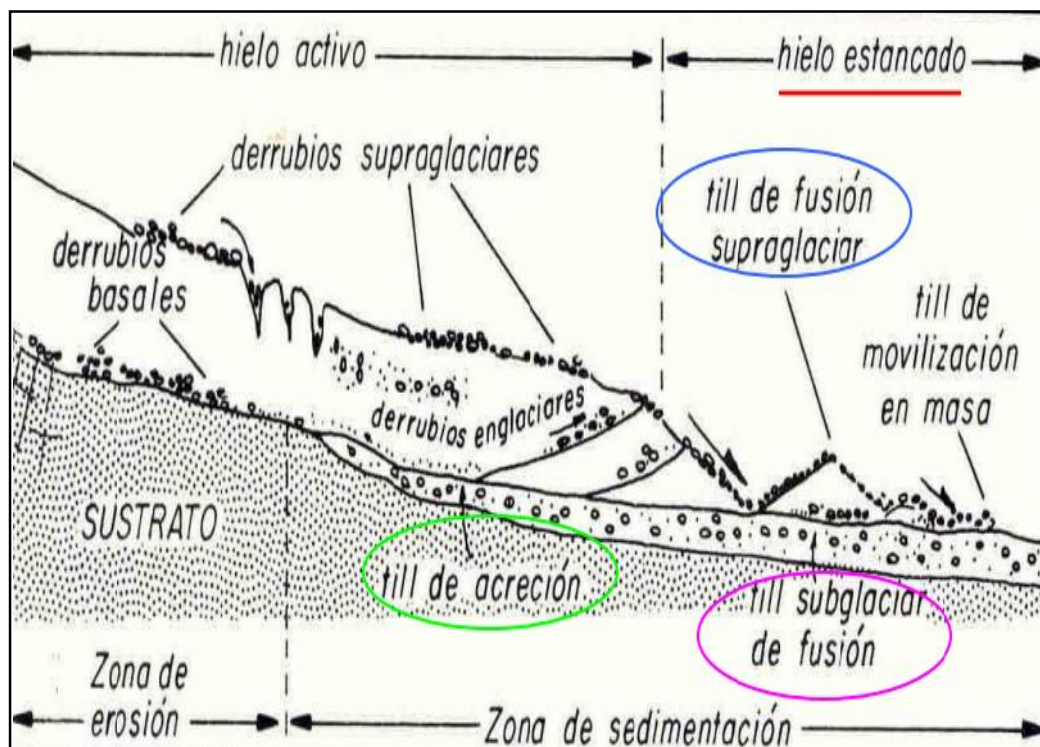 hielo activo
hielo estancado
derrubios supraglaciares
till de fusión
supraglaciar
derrubios
basales
till de
movilización
en masa
derrubios englaciares
SUSTRATO
till de acreción
till subglaciar
de fusión
Zona de
erosión
Zona de sedimentación